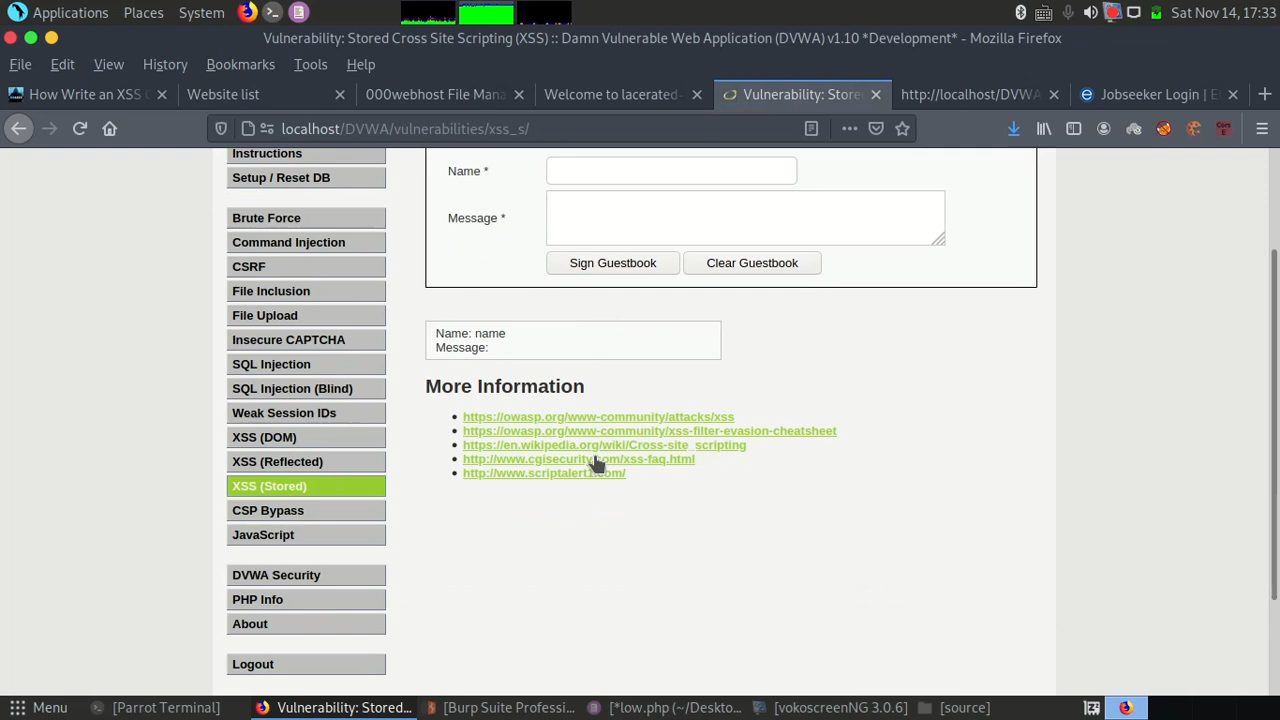 Applications Places System Sat Nov 14, 17:33
Vulnerability: Stored Cross Site Scripting (XSS) :: Damn Vulnerable Web Application (DVWA) v1.10 *Development* - Mozilla Firefox
File Edit View History Bookmarks Tools Help
How Write an XSS Website list 000webhost File Mana Welcome to lacerated- Vulnerability: Stored http://localhost/DVWA Jobseeker Login |
localhost/DVWA/vulnerabilities/xss_s/
Instructions
Setup / Reset DB
Brute Force
Command Injection
CSRF
File Inclusion
File Upload
Insecure CAPTCHA
SQL Injection
SQL Injection (Blind)
Weak Session IDs
XSS (DOM)
XSS (Reflected)
XSS (Stored)
CSP Bypass
JavaScript
DVWA Security
PHP Info
About
Logout
Name *
Message *
Sign Guestbook Clear Guestbook
Name: name
Message:
More Information
https://owasp.org/www-community/attacks/xss
https://owasp.org/www-community/xss-filter-evasion-cheatsheet
https://en.wikipedia.org/wiki/Cross-site_scripting
http://www.cgisecurity.com/xss-faq.html
http://www.scriptalert1.com/
Menu [Parrot Terminal] Vulnerability: Stored... [Burp Suite Professi... [*low.php (~/Deskto... [vokoscreenNG 3.0.6] [source]